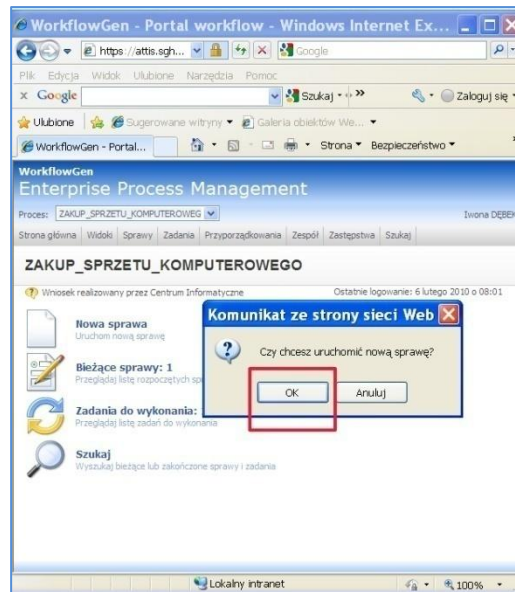 WorkflowGen - Portal workflow - Windows Internet Ex...
https://attis.sgh...
Google
Plik Edycja Widok Ulubione Narzędzia Pomoc
x Google Szukaj » Zaloguj się
Ulubione Sugerowane witryny Galeria obiektów We...
WorkflowGen - Portal... Strona Bezpieczeństwo »
WorkflowGen
Enterprise Process Management
Proces: ZAKUP_SPRZETU_KOMPUTEROWEG Iwona DĘBEK
Strona główna Widoki Sprawy Zadania Przyporządkowania Zespół Zastępstwa Szukaj
ZAKUP_SPRZETU_KOMPUTEROWEGO
Wniosek realizowany przez Centrum Informatyczne Ostatnie logowanie: 6 lutego 2010 o 08:01
Nowa sprawa
Uruchom nową sprawę
Bieżące sprawy: 1
Przeglądaj listę rozpoczętych sp
Zadania do wykonania:
Przeglądaj listę zadań do wykonania
Szukaj
Wyszukaj bieżące lub zakończone sprawy i zadania
Komunikat ze strony sieci Web
Czy chcesz uruchomić nową sprawę?
OK Anuluj
Lokalny intranet 100%